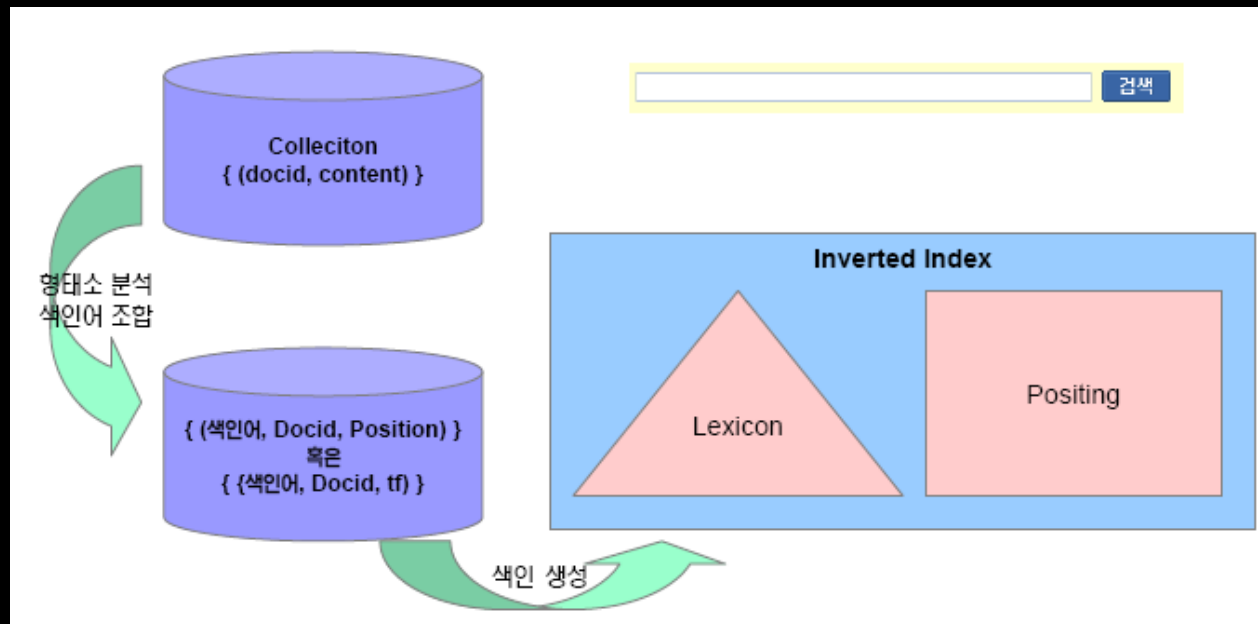 Colleciton
{ (docid, content) }
검색
형태소 분석
색인어 조합
{ (색인어, Docid, Position) }
혹은
{ {색인어, Docid, tf) }
색인 생성
Inverted Index
Lexicon
Positing